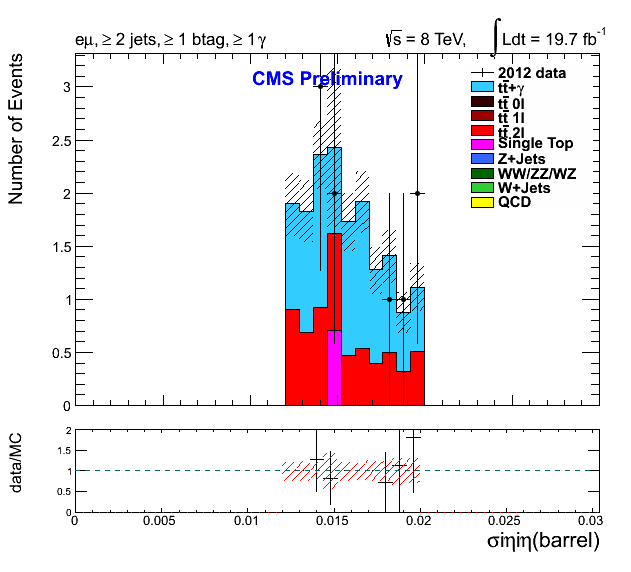 eμ, ≥ 2 jets, ≥ 1 btag, ≥ 1 γ
√s = 8 TeV, ∫ Ldt = 19.7 fb⁻¹
CMS Preliminary
2012 data
tt̄+γ
tt̄ 0l
tt̄ 1l
tt̄ 2l
Single Top
Z+Jets
WW/ZZ/WZ
W+Jets
QCD
Number of Events
3
2.5
2
1.5
1
0.5
0
data/MC
2
1.5
1
0.5
0
0 0.005 0.01 0.015 0.02 0.025 0.03
σiηiη(barrel)